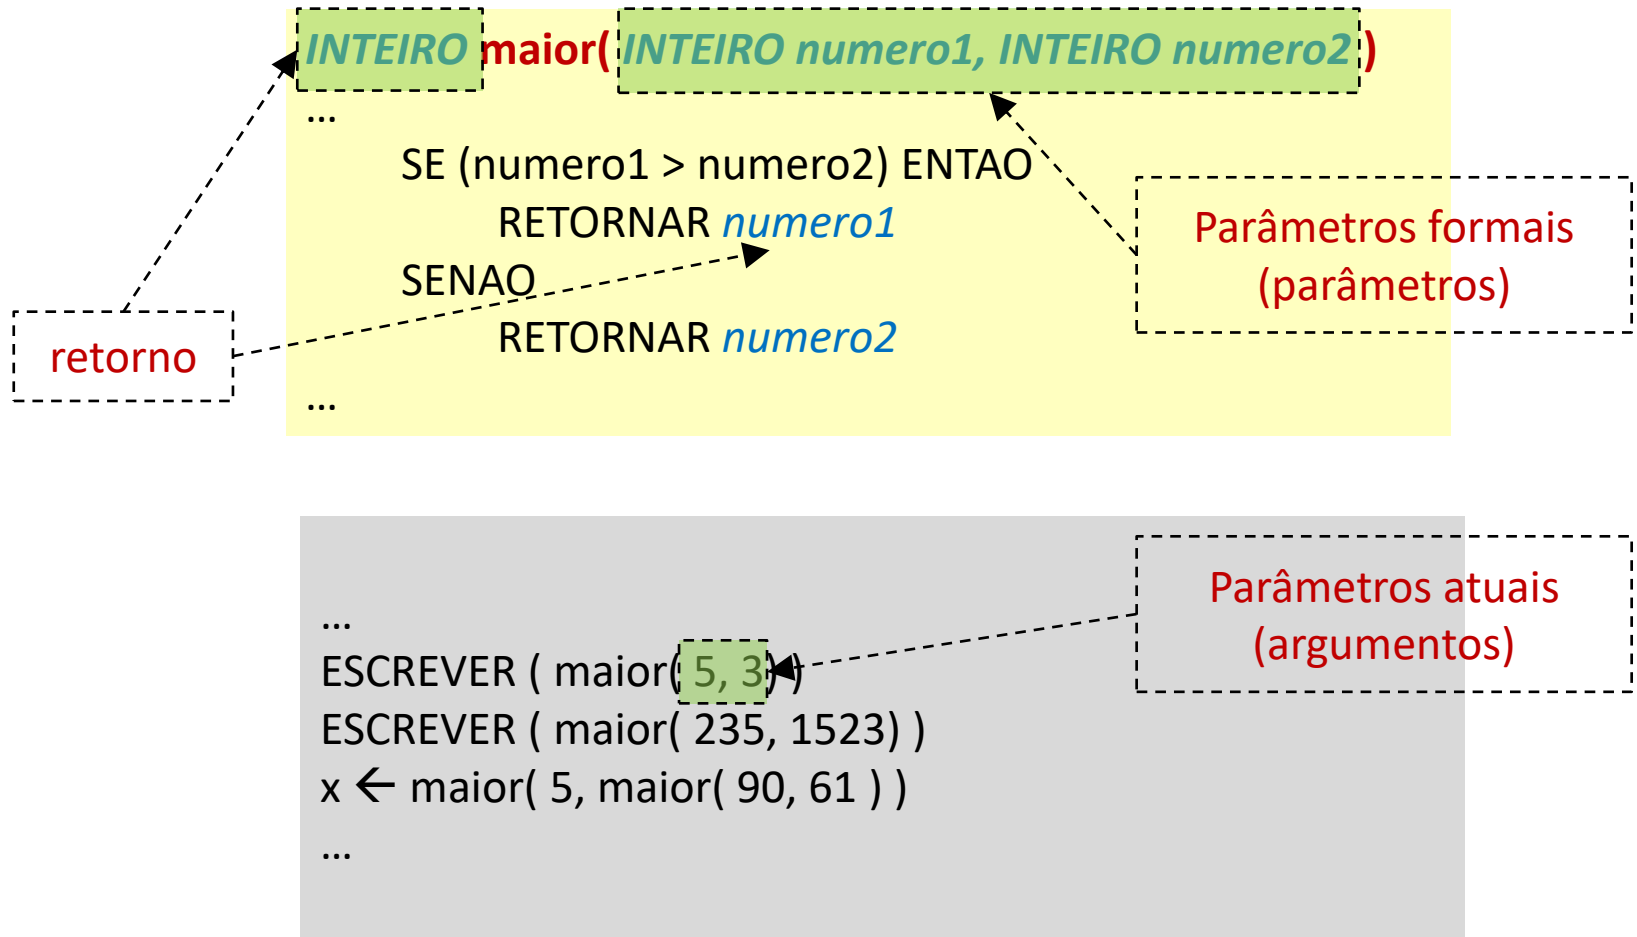 INTEIRO maior( INTEIRO numero1, INTEIRO numero2 )
...
SE (numero1 > numero2) ENTAO
RETORNAR numero1
SENAO
RETORNAR numero2
...
retorno
Parâmetros formais
(parâmetros)
...
ESCREVER ( maior( 5, 3) )
ESCREVER ( maior( 235, 1523) )
x ← maior( 5, maior( 90, 61 ) )
...
Parâmetros atuais
(argumentos)